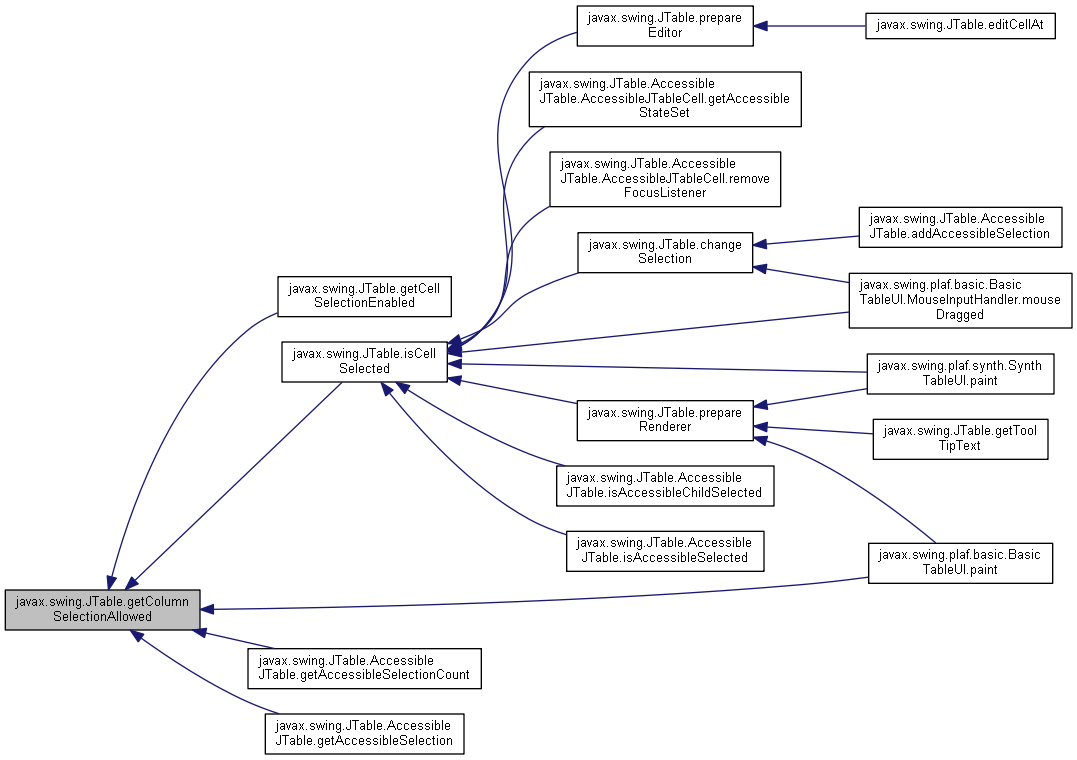 javax.swing.JTable.prepare
Editor
javax.swing.JTable.editCellAt
javax.swing.JTable.Accessible
JTable.AccessibleJTableCell.getAccessible
StateSet
javax.swing.JTable.Accessible
JTable.AccessibleJTableCell.remove
FocusListener
javax.swing.JTable.Accessible
JTable.addAccessibleSelection
javax.swing.JTable.change
Selection
javax.swing.JTable.getCell
SelectionEnabled
javax.swing.plaf.basic.Basic
TableUI.MouseInputHandler.mouse
Dragged
javax.swing.JTable.isCell
Selected
javax.swing.plaf.synth.Synth
TableUI.paint
javax.swing.JTable.prepare
Renderer
javax.swing.JTable.getTool
TipText
javax.swing.JTable.Accessible
JTable.isAccessibleChildSelected
javax.swing.JTable.Accessible
JTable.isAccessibleSelected
javax.swing.plaf.basic.Basic
TableUI.paint
javax.swing.JTable.getColumn
SelectionAllowed
javax.swing.JTable.Accessible
JTable.getAccessibleSelectionCount
javax.swing.JTable.Accessible
JTable.getAccessibleSelection